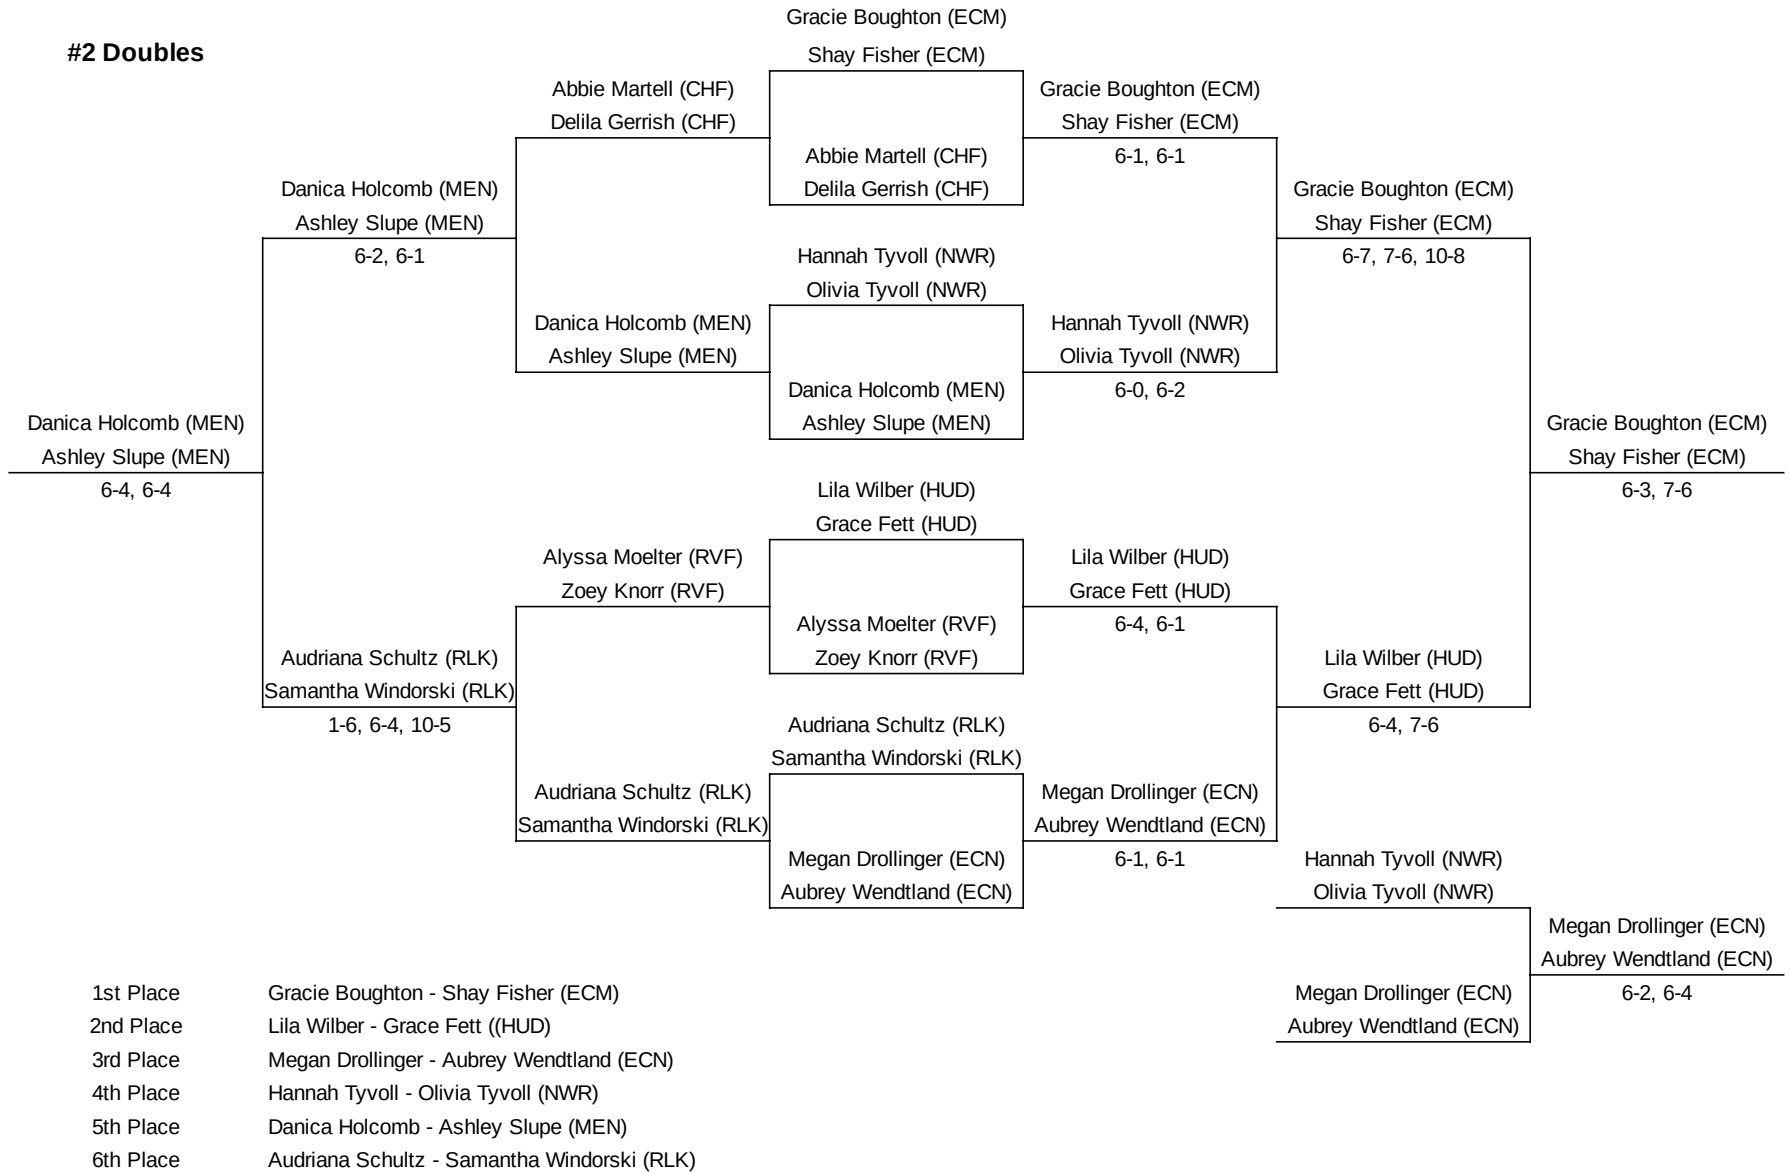 #2 Doubles
Gracie Boughton (ECM)
Shay Fisher (ECM)
Abbie Martell (CHF)
Delila Gerrish (CHF)
Gracie Boughton (ECM)
Shay Fisher (ECM)
6-1, 6-1
Abbie Martell (CHF)
Delila Gerrish (CHF)
Danica Holcomb (MEN)
Ashley Slupe (MEN)
6-2, 6-1
Gracie Boughton (ECM)
Shay Fisher (ECM)
6-7, 7-6, 10-8
Hannah Tyvoll (NWR)
Olivia Tyvoll (NWR)
Danica Holcomb (MEN)
Ashley Slupe (MEN)
Hannah Tyvoll (NWR)
Olivia Tyvoll (NWR)
6-0, 6-2
Danica Holcomb (MEN)
Ashley Slupe (MEN)
Danica Holcomb (MEN)
Ashley Slupe (MEN)
6-4, 6-4
Gracie Boughton (ECM)
Shay Fisher (ECM)
6-3, 7-6
Lila Wilber (HUD)
Grace Fett (HUD)
Alyssa Moelter (RVF)
Zoey Knorr (RVF)
Lila Wilber (HUD)
Grace Fett (HUD)
6-4, 6-1
Alyssa Moelter (RVF)
Zoey Knorr (RVF)
Audriana Schultz (RLK)
Samantha Windorski (RLK)
1-6, 6-4, 10-5
Lila Wilber (HUD)
Grace Fett (HUD)
6-4, 7-6
Audriana Schultz (RLK)
Samantha Windorski (RLK)
Audriana Schultz (RLK)
Samantha Windorski (RLK)
Megan Drollinger (ECN)
Aubrey Wendtland (ECN)
6-1, 6-1
Megan Drollinger (ECN)
Aubrey Wendtland (ECN)
Hannah Tyvoll (NWR)
Olivia Tyvoll (NWR)
Megan Drollinger (ECN)
Aubrey Wendtland (ECN)
6-2, 6-4
Megan Drollinger (ECN)
Aubrey Wendtland (ECN)
1st Place Gracie Boughton - Shay Fisher (ECM)
2nd Place Lila Wilber - Grace Fett ((HUD)
3rd Place Megan Drollinger - Aubrey Wendtland (ECN)
4th Place Hannah Tyvoll - Olivia Tyvoll (NWR)
5th Place Danica Holcomb - Ashley Slupe (MEN)
6th Place Audriana Schultz - Samantha Windorski (RLK)